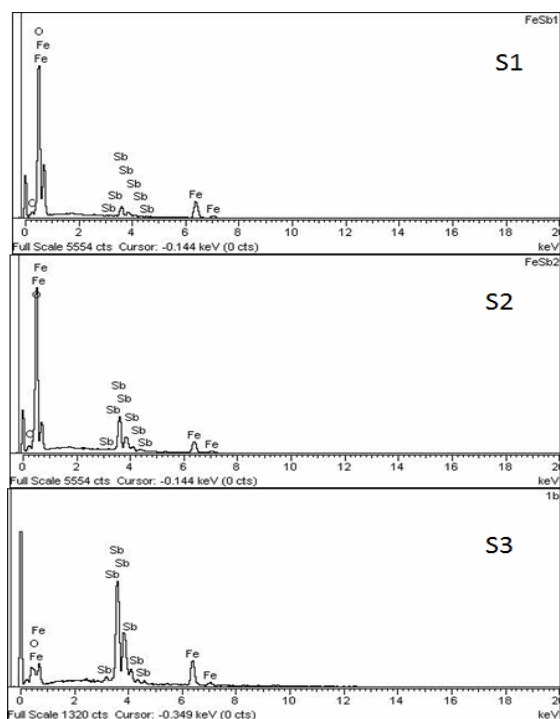 FeSb1
S1
O
Fe
Fe
Sb
Sb
Sb Sb
Sb Sb
C
Fe
Fe
0 2 4 6 8 10 12 14 16 18 20
Full Scale 5554 cts Cursor: -0.144 keV (0 cts) keV
FeSb2
S2
Fe
Fe
O
Sb
Sb
Sb Sb
Sb Sb
C
Fe
Fe
0 2 4 6 8 10 12 14 16 18 20
Full Scale 5554 cts Cursor: -0.144 keV (0 cts) keV
1b
S3
Sb
Sb
Sb
Fe
O
Fe
Sb
Sb Sb
Fe
Fe
0 2 4 6 8 10 12 14 16 18 20
Full Scale 1320 cts Cursor: -0.349 keV (0 cts) keV